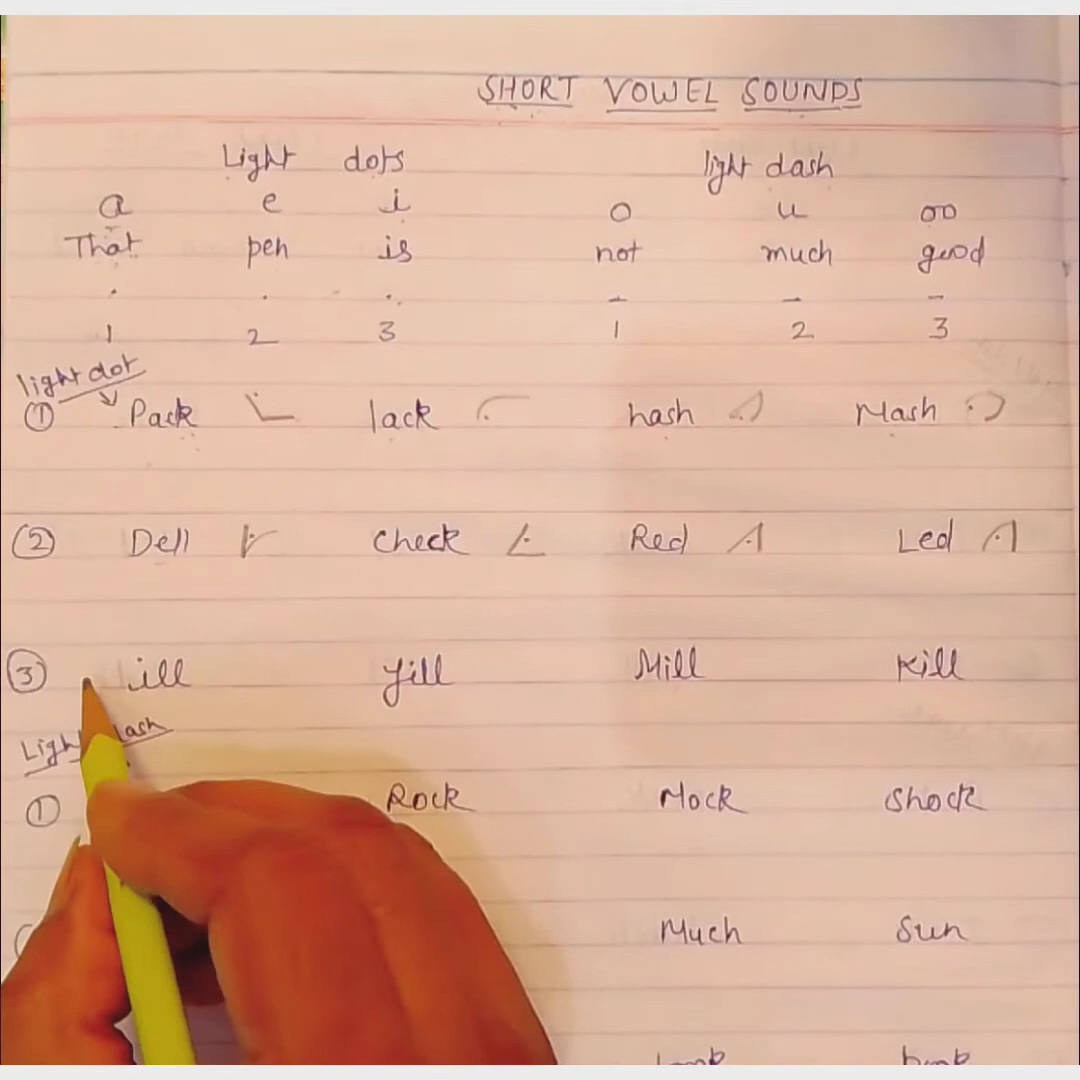 SHORT VOWEL SOUNDS
Light dots light dash
a e i o u oo
That pen is not much good
1 2 3 1 2 3
light dot
① Pack lack hash Mash
② Dell Check Red Led
③ ill Jill Mill Kill
① Rock Mock Shock
Much Sun